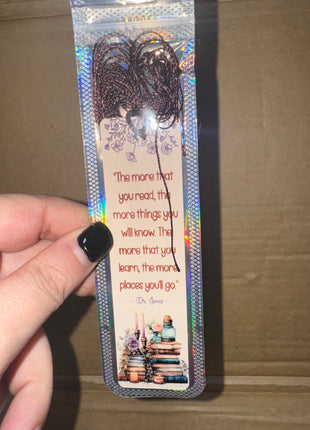 "The more that
you read, the
more things you
will know. The
more that you
learn, the more
places you'll go."
- Dr. Seuss -